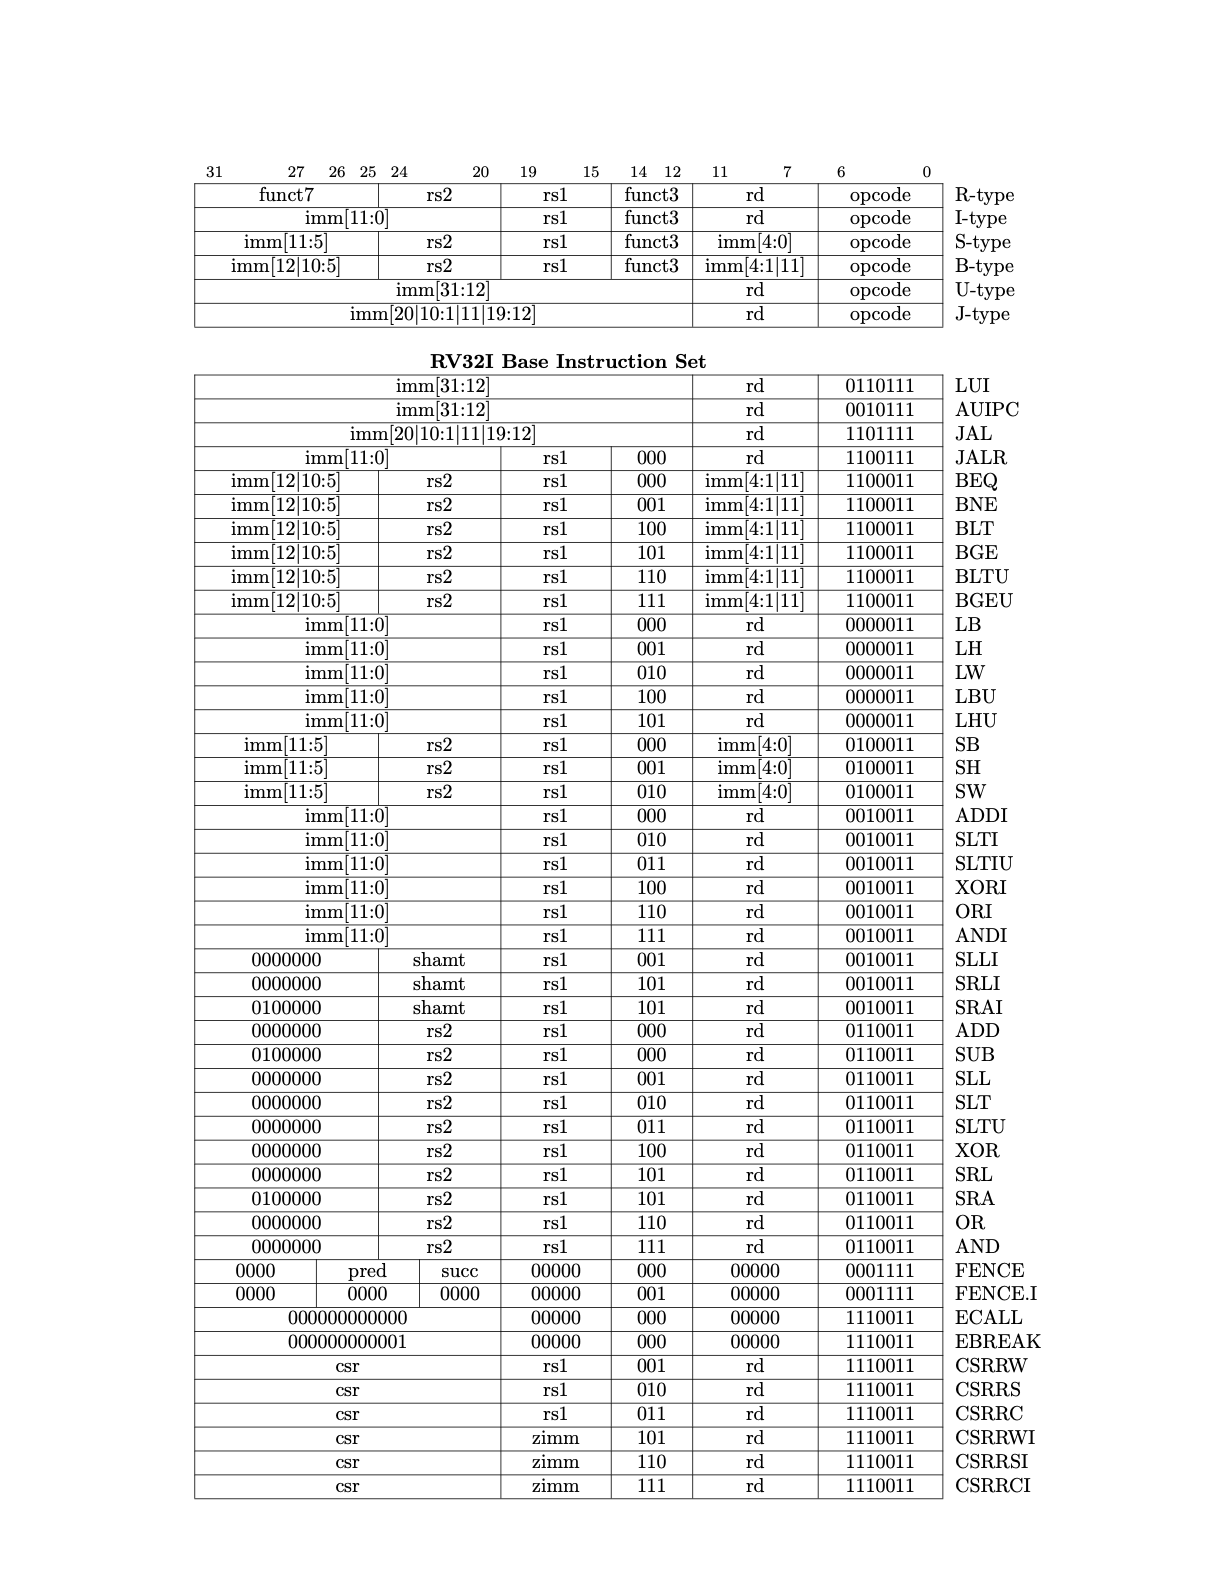 31 27 26 25 24 20 19 15 14 12 11 7 6 0
funct7 rs2 rs1 funct3 rd opcode R-type
imm[11:0] rs1 funct3 rd opcode I-type
imm[11:5] rs2 rs1 funct3 imm[4:0] opcode S-type
imm[12|10:5] rs2 rs1 funct3 imm[4:1|11] opcode B-type
imm[31:12] rd opcode U-type
imm[20|10:1|11|19:12] rd opcode J-type
RV32I Base Instruction Set
imm[31:12] rd 0110111 LUI
imm[31:12] rd 0010111 AUIPC
imm[20|10:1|11|19:12] rd 1101111 JAL
imm[11:0] rs1 000 rd 1100111 JALR
imm[12|10:5] rs2 rs1 000 imm[4:1|11] 1100011 BEQ
imm[12|10:5] rs2 rs1 001 imm[4:1|11] 1100011 BNE
imm[12|10:5] rs2 rs1 100 imm[4:1|11] 1100011 BLT
imm[12|10:5] rs2 rs1 101 imm[4:1|11] 1100011 BGE
imm[12|10:5] rs2 rs1 110 imm[4:1|11] 1100011 BLTU
imm[12|10:5] rs2 rs1 111 imm[4:1|11] 1100011 BGEU
imm[11:0] rs1 000 rd 0000011 LB
imm[11:0] rs1 001 rd 0000011 LH
imm[11:0] rs1 010 rd 0000011 LW
imm[11:0] rs1 100 rd 0000011 LBU
imm[11:0] rs1 101 rd 0000011 LHU
imm[11:5] rs2 rs1 000 imm[4:0] 0100011 SB
imm[11:5] rs2 rs1 001 imm[4:0] 0100011 SH
imm[11:5] rs2 rs1 010 imm[4:0] 0100011 SW
imm[11:0] rs1 000 rd 0010011 ADDI
imm[11:0] rs1 010 rd 0010011 SLTI
imm[11:0] rs1 011 rd 0010011 SLTIU
imm[11:0] rs1 100 rd 0010011 XORI
imm[11:0] rs1 110 rd 0010011 ORI
imm[11:0] rs1 111 rd 0010011 ANDI
0000000 shamt rs1 001 rd 0010011 SLLI
0000000 shamt rs1 101 rd 0010011 SRLI
0100000 shamt rs1 101 rd 0010011 SRAI
0000000 rs2 rs1 000 rd 0110011 ADD
0100000 rs2 rs1 000 rd 0110011 SUB
0000000 rs2 rs1 001 rd 0110011 SLL
0000000 rs2 rs1 010 rd 0110011 SLT
0000000 rs2 rs1 011 rd 0110011 SLTU
0000000 rs2 rs1 100 rd 0110011 XOR
0000000 rs2 rs1 101 rd 0110011 SRL
0100000 rs2 rs1 101 rd 0110011 SRA
0000000 rs2 rs1 110 rd 0110011 OR
0000000 rs2 rs1 111 rd 0110011 AND
0000 pred succ 00000 000 00000 0001111 FENCE
0000 0000 0000 00000 001 00000 0001111 FENCE.I
000000000000 00000 000 00000 1110011 ECALL
000000000001 00000 000 00000 1110011 EBREAK
csr rs1 001 rd 1110011 CSRRW
csr rs1 010 rd 1110011 CSRRS
csr rs1 011 rd 1110011 CSRRC
csr zimm 101 rd 1110011 CSRRWI
csr zimm 110 rd 1110011 CSRRSI
csr zimm 111 rd 1110011 CSRRCI